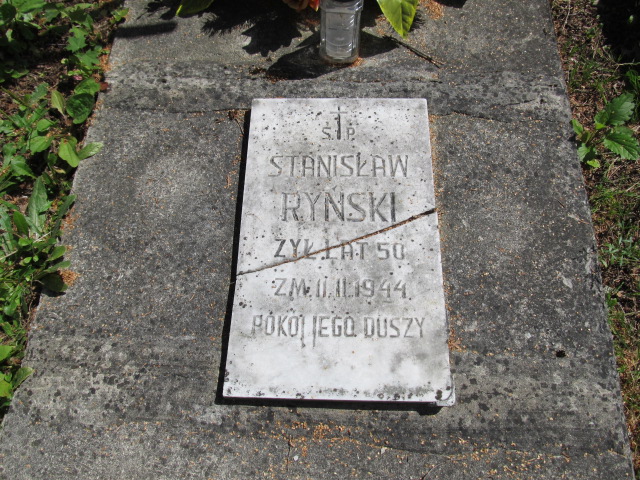 Ś.P.
STANISŁAW
RYŃSKI
ŻYŁ LAT 50
ZM. 11.II.1944
POKÓJ JEGO DUSZY